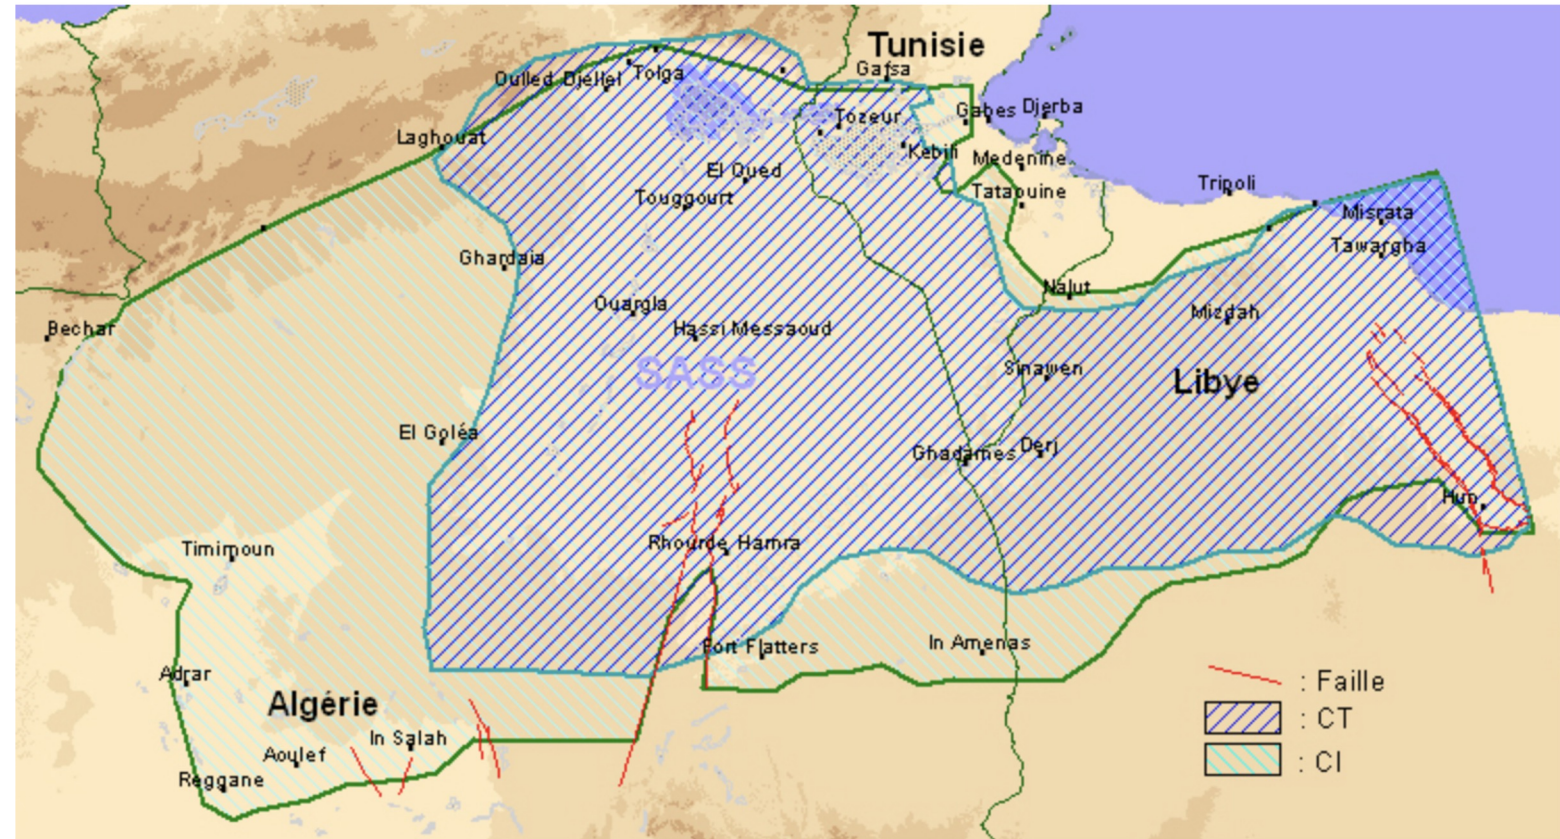 Tunisie
Gafsa
Oulled Djellel
Tolga
Tozeur
Gabes
Djerba
Laghouat
Kebili
Medenine
El Oued
Tataouine
Tripoli
Touggourt
Misrata
Tawargha
Ghardaia
Nalut
Ouargla
Mizdah
Bechar
Hassi Messaoud
SASS
Sinawen
Libye
El Goléa
Ghadames
Derj
Hun
Timimoun
Rhourde Hamra
Fort Flatters
In Amenas
Adrar
Algérie
In Salah
Aoulef
Reggane
: Faille
: CT
: CI